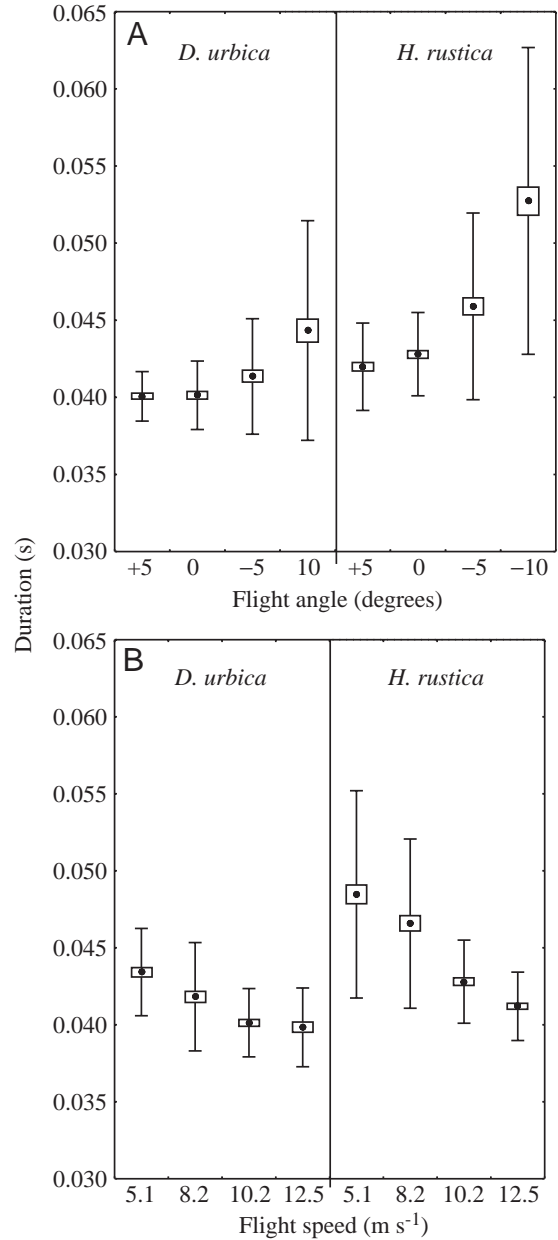 A
D. urbica
H. rustica
0.065
0.060
0.055
0.050
0.045
0.040
0.035
0.030
+5 0 −5 10 +5 0 −5 −10
Flight angle (degrees)
Duration (s)
B
D. urbica
H. rustica
0.065
0.060
0.055
0.050
0.045
0.040
0.035
0.030
5.1 8.2 10.2 12.5 5.1 8.2 10.2 12.5
Flight speed (m s-1)